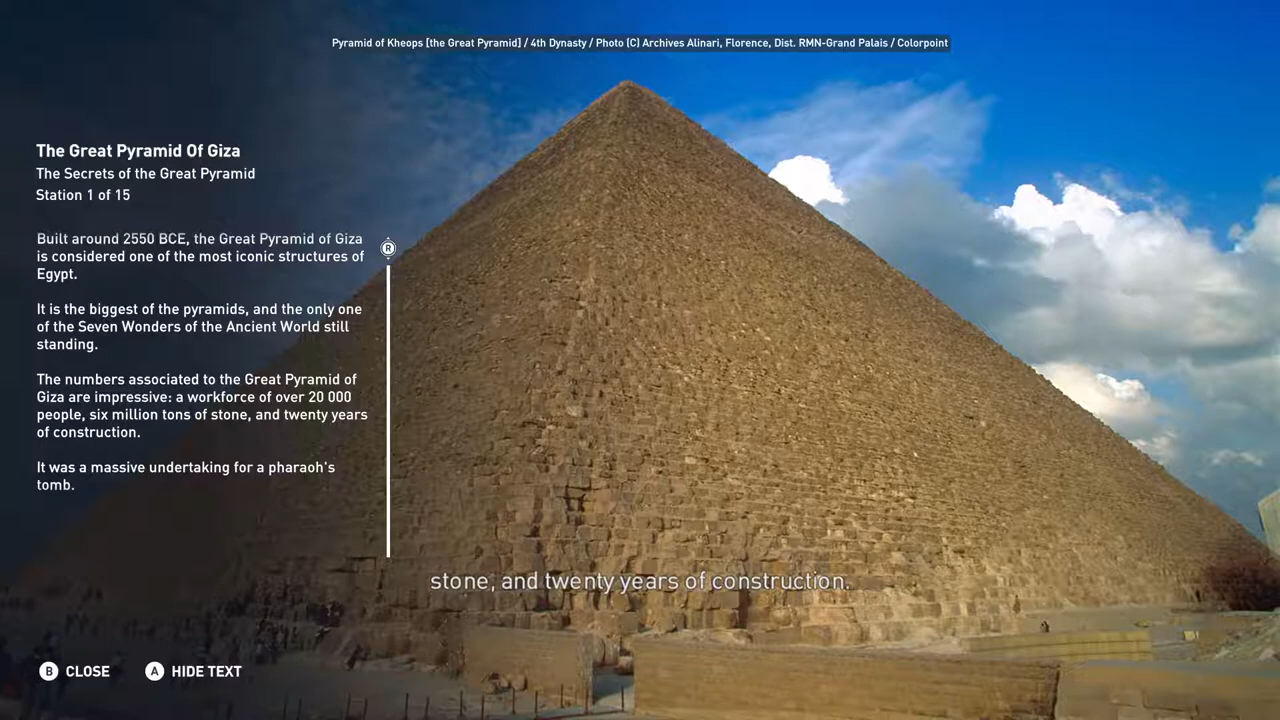 Pyramid of Kheops [the Great Pyramid] / 4th Dynasty / Photo (C) Archives Alinari, Florence, Dist. RMN-Grand Palais / Colorpoint
The Great Pyramid Of Giza
The Secrets of the Great Pyramid
Station 1 of 15
Built around 2550 BCE, the Great Pyramid of Giza
is considered one of the most iconic structures of
Egypt.
It is the biggest of the pyramids, and the only one
of the Seven Wonders of the Ancient World still
standing.
The numbers associated to the Great Pyramid of
Giza are impressive: a workforce of over 20 000
people, six million tons of stone, and twenty years
of construction.
It was a massive undertaking for a pharaoh's
tomb.
R
stone, and twenty years of construction.
B CLOSE A HIDE TEXT